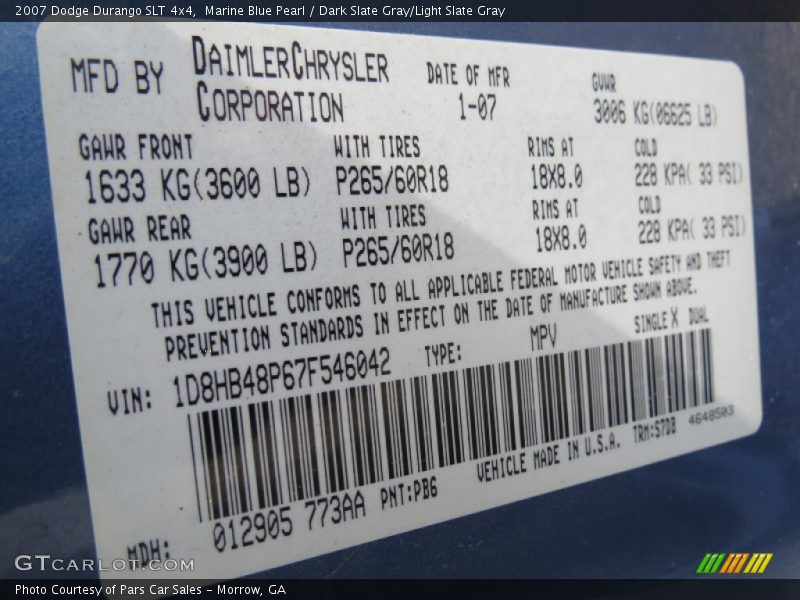 2007 Dodge Durango SLT 4x4, Marine Blue Pearl / Dark Slate Gray/Light Slate Gray
MFD BY DAIMLERCHRYSLER CORPORATION
DATE OF MFR 1-07
GVWR 3006 KG(06625 LB)
GAWR FRONT WITH TIRES RIMS AT COLD
1633 KG(3600 LB) P265/60R18 18X8.0 228 KPA( 33 PSI)
GAWR REAR WITH TIRES RIMS AT COLD
1770 KG(3900 LB) P265/60R18 18X8.0 228 KPA( 33 PSI)
THIS VEHICLE CONFORMS TO ALL APPLICABLE FEDERAL MOTOR VEHICLE SAFETY AND THEFT
PREVENTION STANDARDS IN EFFECT ON THE DATE OF MANUFACTURE SHOWN ABOVE.
VIN: 1D8HB48P67F546042 TYPE: MPV SINGLE X DUAL
MDH: 012905 773AA PNT:PB6 VEHICLE MADE IN U.S.A. TRM:S7DB 4648503
GTCARLOT.COM
Photo Courtesy of Pars Car Sales - Morrow, GA